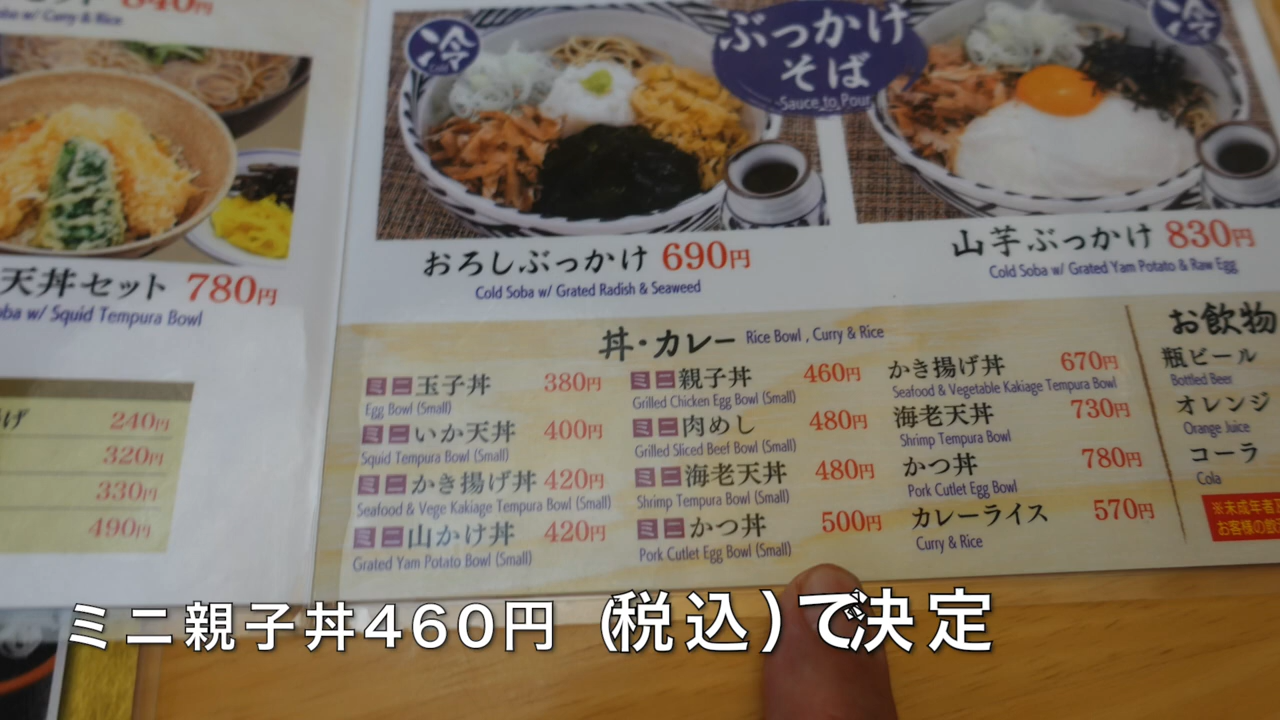 840円
w/ Curry & Rice
天丼セット 780円
w/ Squid Tempura Bowl
げ 240円
320円
330円
490円
冷
ぶっかけ
そば
Sauce to Pour
冷
おろしぶっかけ 690円
Cold Soba w/ Grated Radish & Seaweed
山芋ぶっかけ 830円
Cold Soba w/ Grated Yam Potato & Raw Egg
丼・カレー Rice Bowl , Curry & Rice
ミニ玉子丼 380円
Egg Bowl (Small)
ミニいか天丼 400円
Squid Tempura Bowl (Small)
ミニかき揚げ丼 420円
Seafood & Vege Kakiage Tempura Bowl (Small)
ミニ山かけ丼 420円
Grated Yam Potato Bowl (Small)
ミニ親子丼 460円
Grilled Chicken Egg Bowl (Small)
ミニ肉めし 480円
Grilled Sliced Beef Bowl (Small)
ミニ海老天丼 480円
Shrimp Tempura Bowl (Small)
ミニかつ丼 500円
Pork Cutlet Egg Bowl (Small)
かき揚げ丼 670円
Seafood & Vegetable Kakiage Tempura Bowl
海老天丼 730円
Shrimp Tempura Bowl
かつ丼 780円
Pork Cutlet Egg Bowl
カレーライス 570円
Curry & Rice
お飲物
瓶ビール
Bottled Beer
オレンジ
Orange Juice
コーラ
Cola
※未成年者
お客様の飲
ミニ親子丼460円（税込）で決定